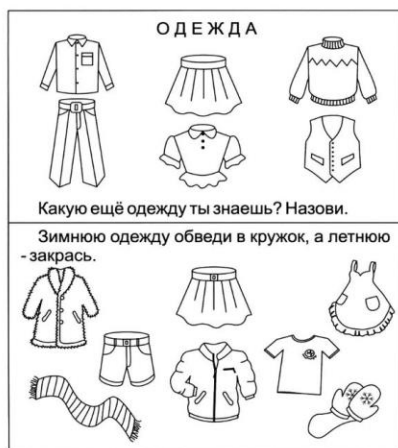 ОДЕЖДА
Какую ещё одежду ты знаешь? Назови.
Зимнюю одежду обведи в кружок, а летнюю
- закрась.